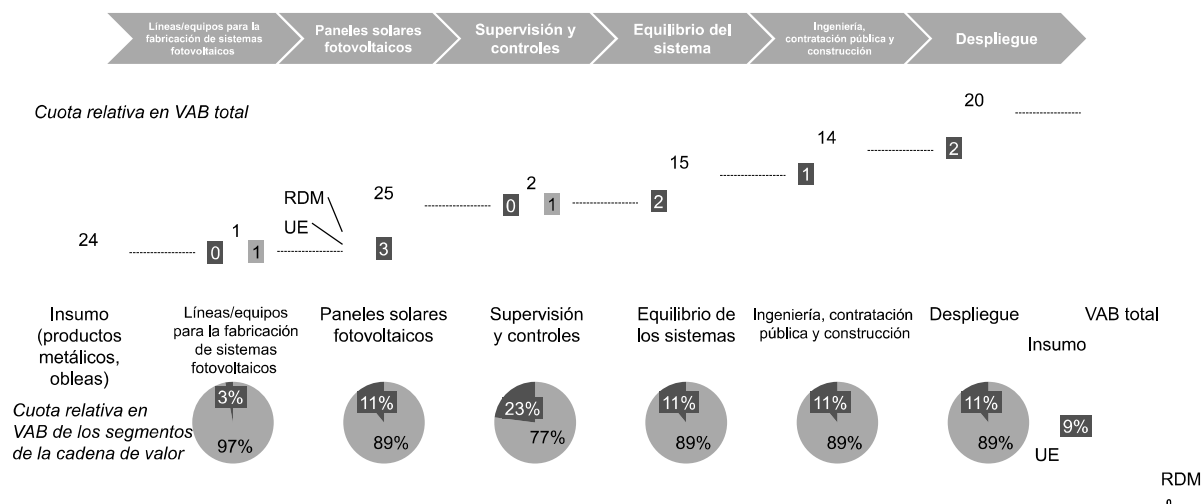 Líneas/equipos para la
fabricación de sistemas
fotovoltaicos
Paneles solares
fotovoltaicos
Supervisión y
controles
Equilibrio del
sistema
Ingeniería,
contratación pública y
construcción
Despliegue
Cuota relativa en VAB total
20
14
2
15
1
RDM
25
2
0 1
2
UE
24
1
0 1
3
Insumo
(productos
metálicos,
obleas)
Líneas/equipos
para la fabricación
de sistemas
fotovoltaicos
Paneles solares
fotovoltaicos
Supervisión
y controles
Equilibrio de
los sistemas
Ingeniería, contratación
pública y construcción
Despliegue
VAB total
Insumo
Cuota relativa en
VAB de los segmentos
de la cadena de valor
3%
97%
11%
89%
23%
77%
11%
89%
11%
89%
11%
89%
9%
UE
RDM